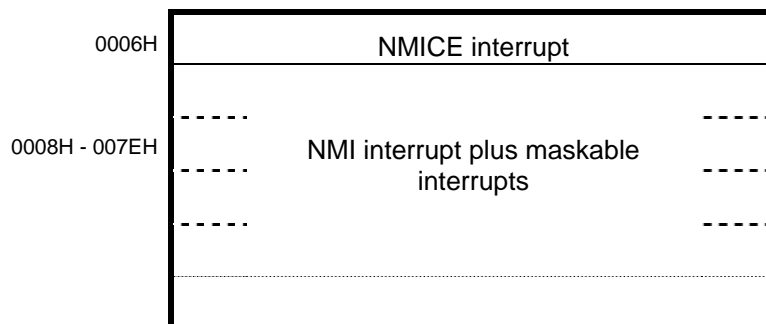 0006H
NMICE interrupt
0008H - 007EH
NMI interrupt plus maskable
interrupts